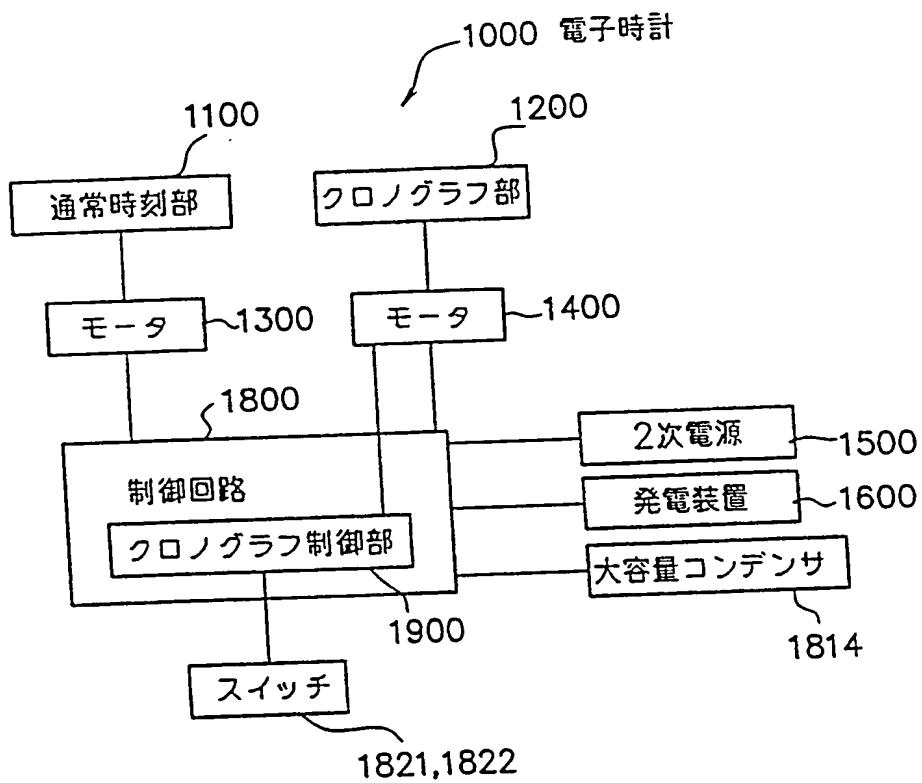 1000 電子時計
1100
1200
通常時刻部
クロノグラフ部
モータ
1300
モータ
1400
1800
2次電源
1500
制御回路
発電装置
1600
クロノグラフ制御部
大容量コンデンサ
1900
1814
スイッチ
1821,1822